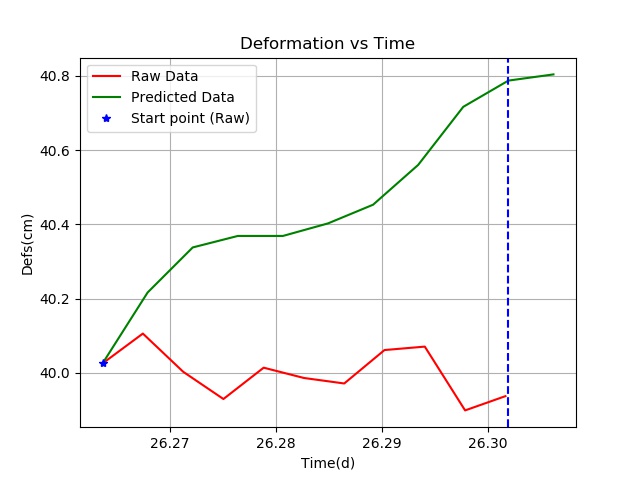 Deformation vs Time
Raw Data
Predicted Data
Start point (Raw)
Defs(cm)
40.8
40.6
40.4
40.2
40.0
26.27 26.28 26.29 26.30
Time(d)